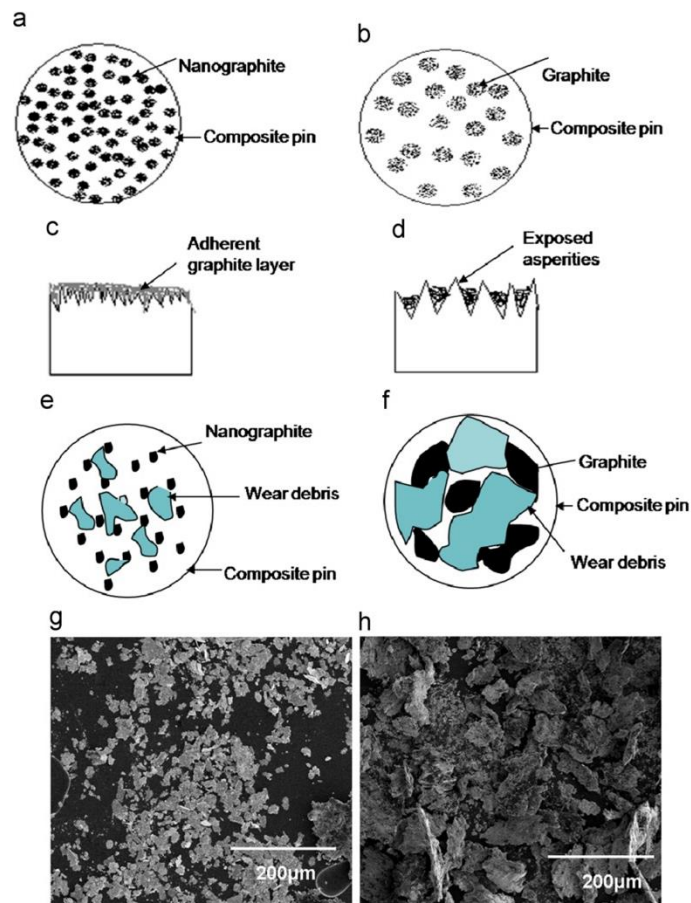 a
b
Nanographite
Graphite
Composite pin
Composite pin
c
d
Adherent
graphite layer
Exposed
asperities
e
f
Nanographite
Graphite
Wear debris
Composite pin
Composite pin
Wear debris
g
h
200µm
200µm